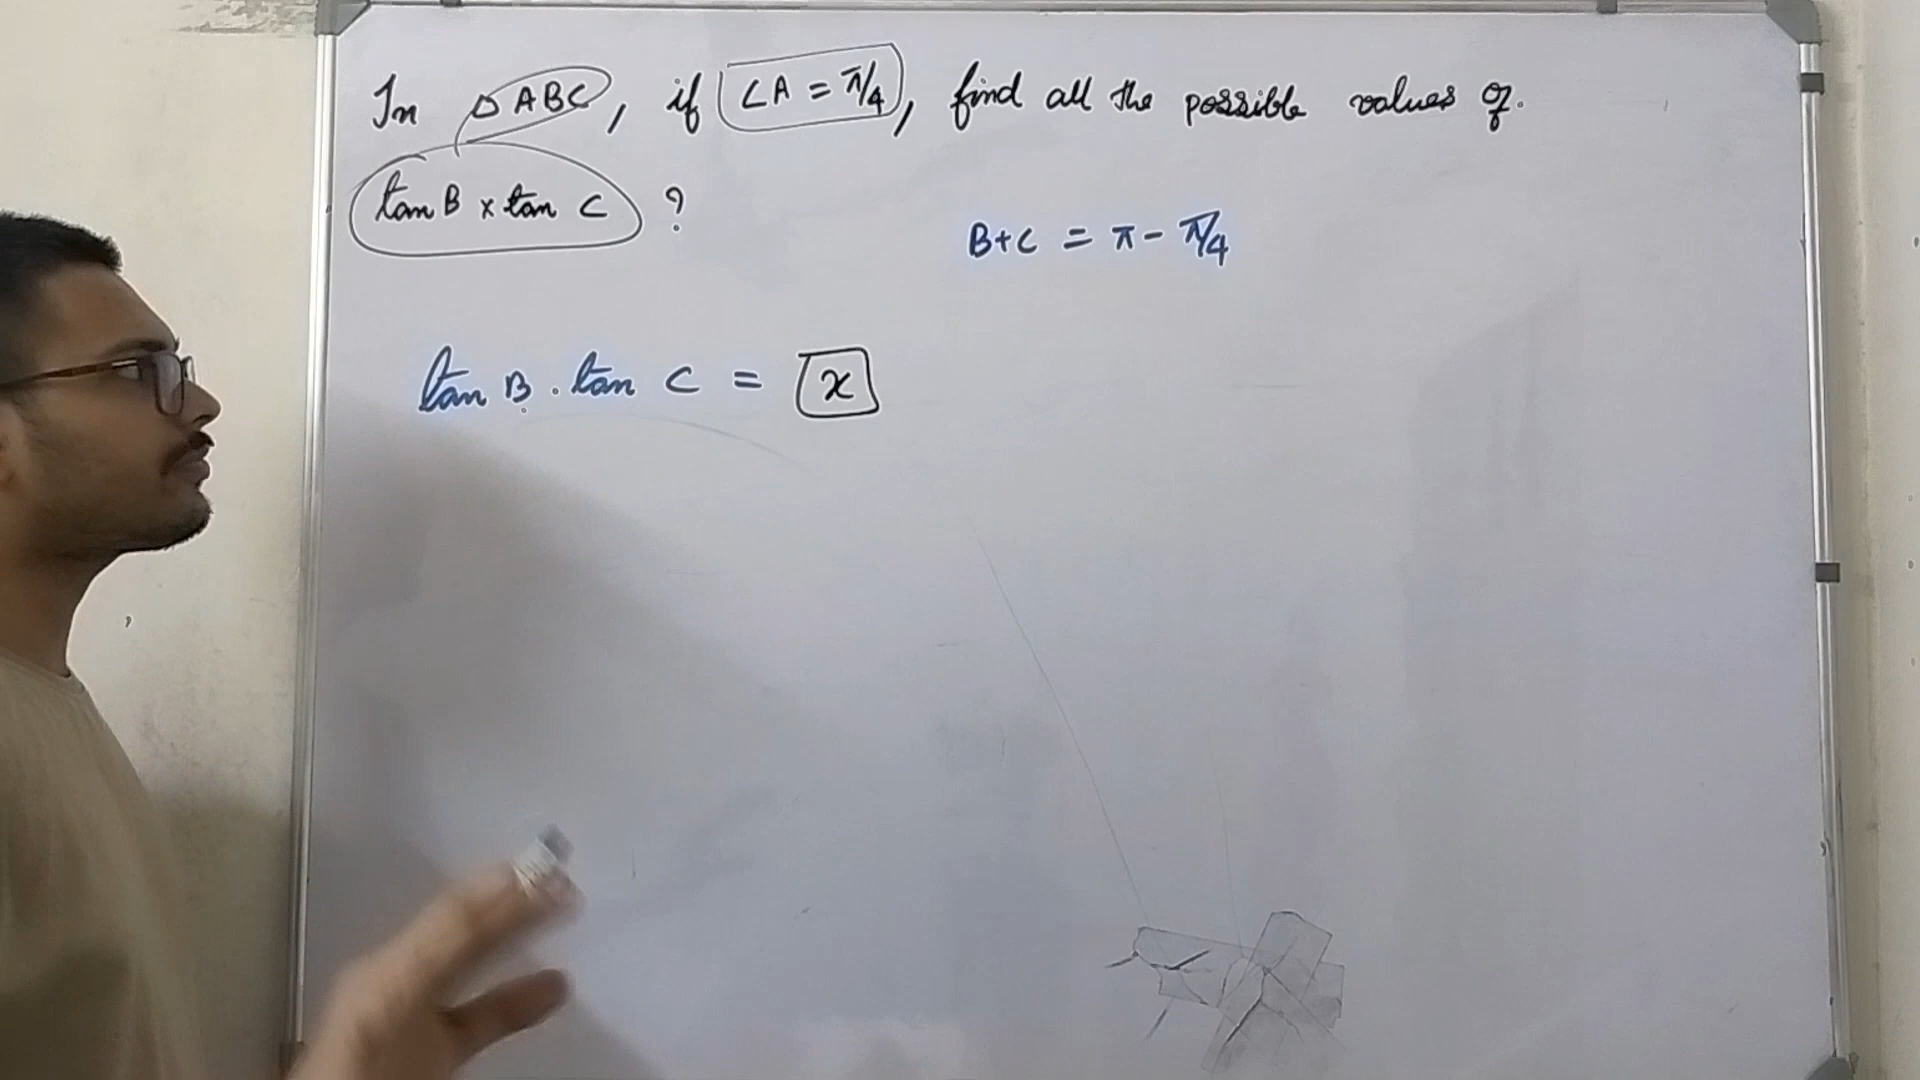 In △ABC, if ∠A = π/4, find all the possible values of.
tan B x tan C ?
B+C = π - π/4
tan B . tan C = x